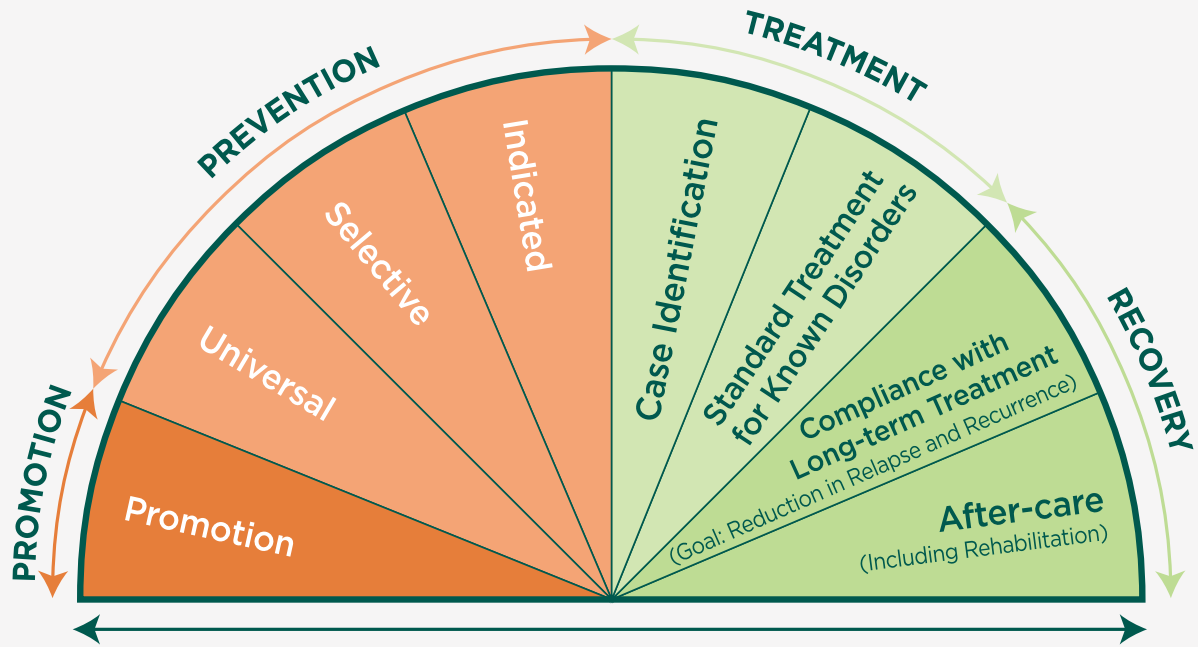 PROMOTION
PREVENTION
TREATMENT
RECOVERY
Promotion
Universal
Selective
Indicated
Case Identification
Standard Treatment
for Known Disorders
Compliance with
Long-term Treatment
(Goal: Reduction in Relapse and Recurrence)
After-care
(Including Rehabilitation)